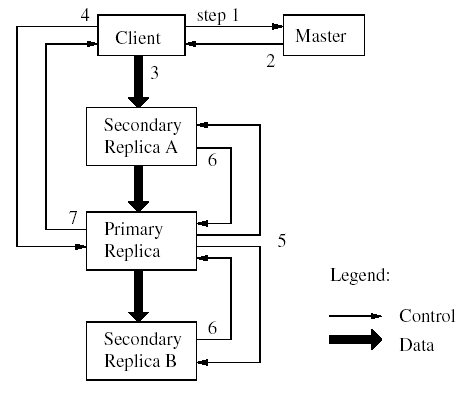 4
step 1
Client
Master
2
3
Secondary
Replica A
6
7
Primary
Replica
5
Legend:
Control
6
Secondary
Replica B
Data